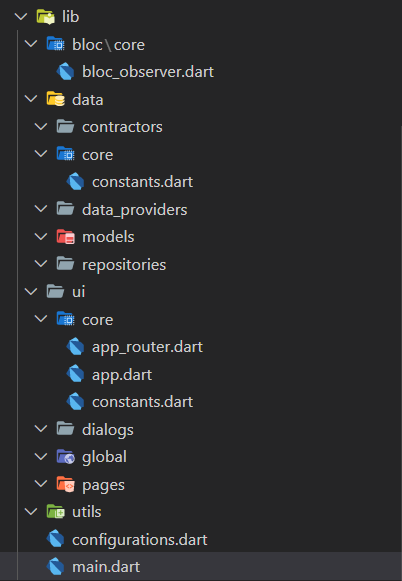 lib
bloc\core
bloc_observer.dart
data
contractors
core
constants.dart
data_providers
models
repositories
ui
core
app_router.dart
app.dart
constants.dart
dialogs
global
pages
utils
configurations.dart
main.dart